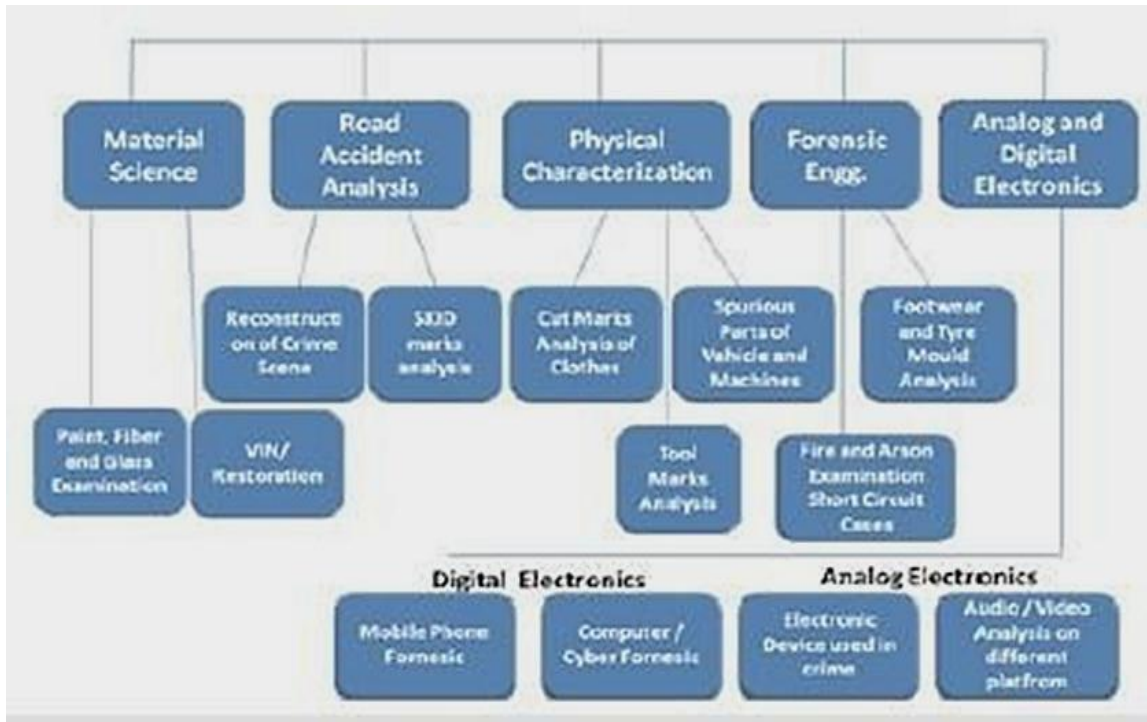 Material
Science
Road
Accident
Analysis
Physical
Characterization
Forensic
Engg.
Analog and
Digital
Electronics
Reconstructi
on of Crime
Scene
SKID
marks
analysis
Cut Marks
Analysis of
Clothes
Spurious
Parts of
Vehicle and
Machines
Footwear
and Tyre
Mould
Analysis
Paint, Fiber
and Glass
Examination
VIN/
Restoration
Tool
Marks
Analysis
Fire and Arson
Examination
Short Circuit
Cases
Digital Electronics
Analog Electronics
Mobile Phone
Fornesic
Computer /
Cyber Fornesic
Electronic
Device used in
crime
Audio / Video
Analysis on
different
platfrom